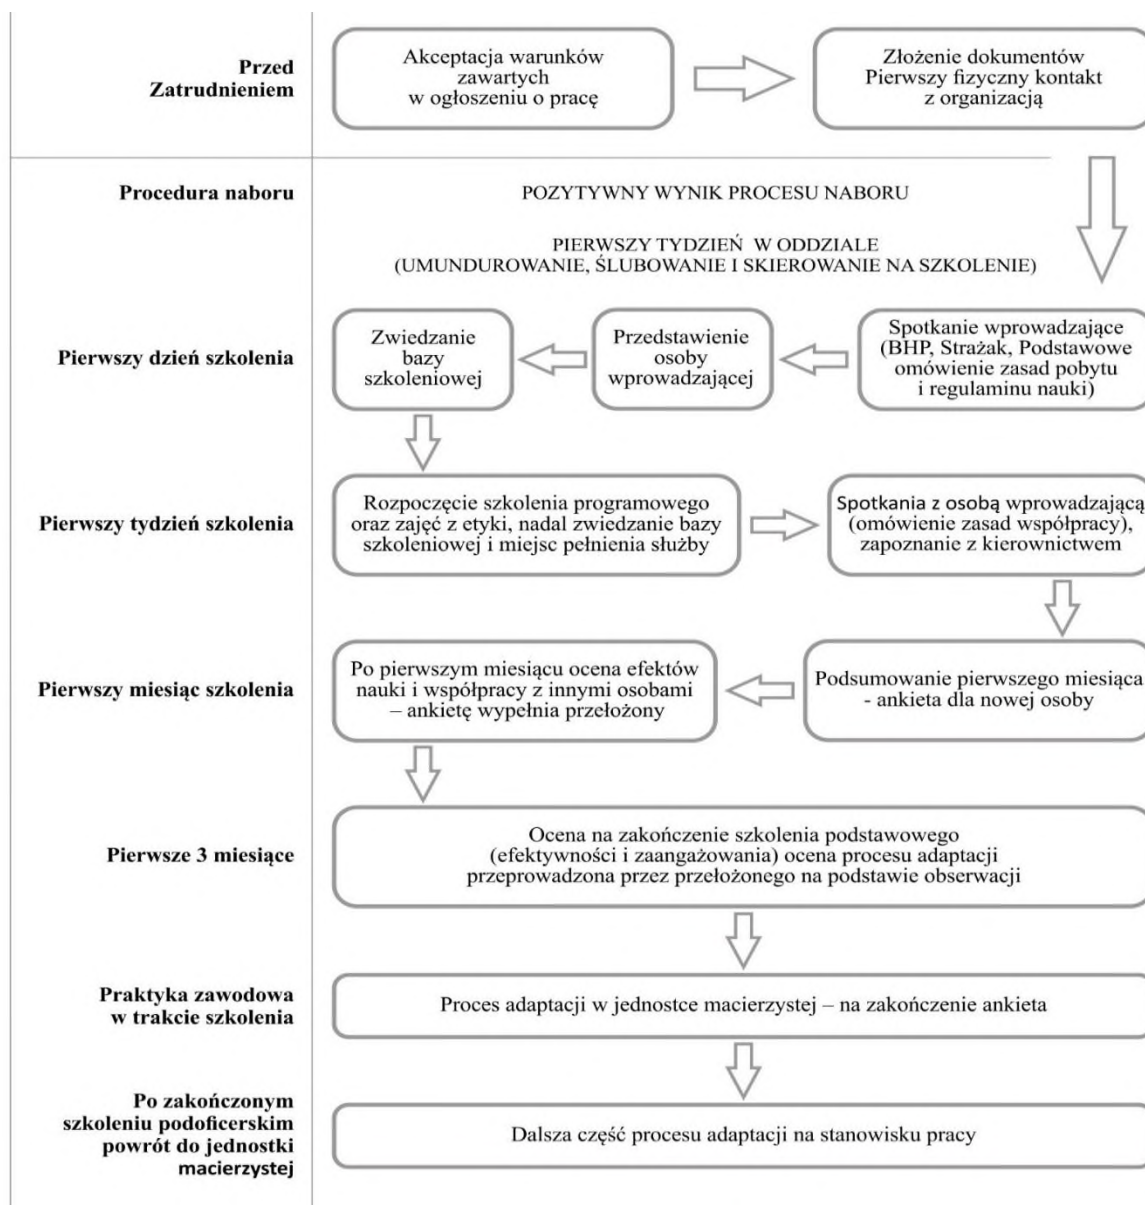 Przed
Zatrudnieniem
Akceptacja warunków
zawartych
w ogłoszeniu o pracę
Złożenie dokumentów
Pierwszy fizyczny kontakt
z organizacją
Procedura naboru
POZYTYWNY WYNIK PROCESU NABORU
PIERWSZY TYDZIEŃ W ODDZIALE
(UMUNDUROWANIE, ŚLUBOWANIE I SKIEROWANIE NA SZKOLENIE)
Pierwszy dzień szkolenia
Zwiedzanie
bazy
szkoleniowej
Przedstawienie
osoby
wprowadzającej
Spotkanie wprowadzające
(BHP, Strażak, Podstawowe
omówienie zasad pobytu
i regulaminu nauki)
Pierwszy tydzień szkolenia
Rozpoczęcie szkolenia programowego
oraz zajęć z etyki, nadal zwiedzanie bazy
szkoleniowej i miejsc pełnienia służby
Spotkania z osobą wprowadzającą
(omówienie zasad współpracy),
zapoznanie z kierownictwem
Pierwszy miesiąc szkolenia
Po pierwszym miesiącu ocena efektów
nauki i współpracy z innymi osobami
– ankietę wypełnia przełożony
Podsumowanie pierwszego miesiąca
- ankieta dla nowej osoby
Pierwsze 3 miesiące
Ocena na zakończenie szkolenia podstawowego
(efektywności i zaangażowania) ocena procesu adaptacji
przeprowadzona przez przełożonego na podstawie obserwacji
Praktyka zawodowa
w trakcie szkolenia
Proces adaptacji w jednostce macierzystej – na zakończenie ankieta
Po zakończonym
szkoleniu podoficerskim
powrót do jednostki
macierzystej
Dalsza część procesu adaptacji na stanowisku pracy